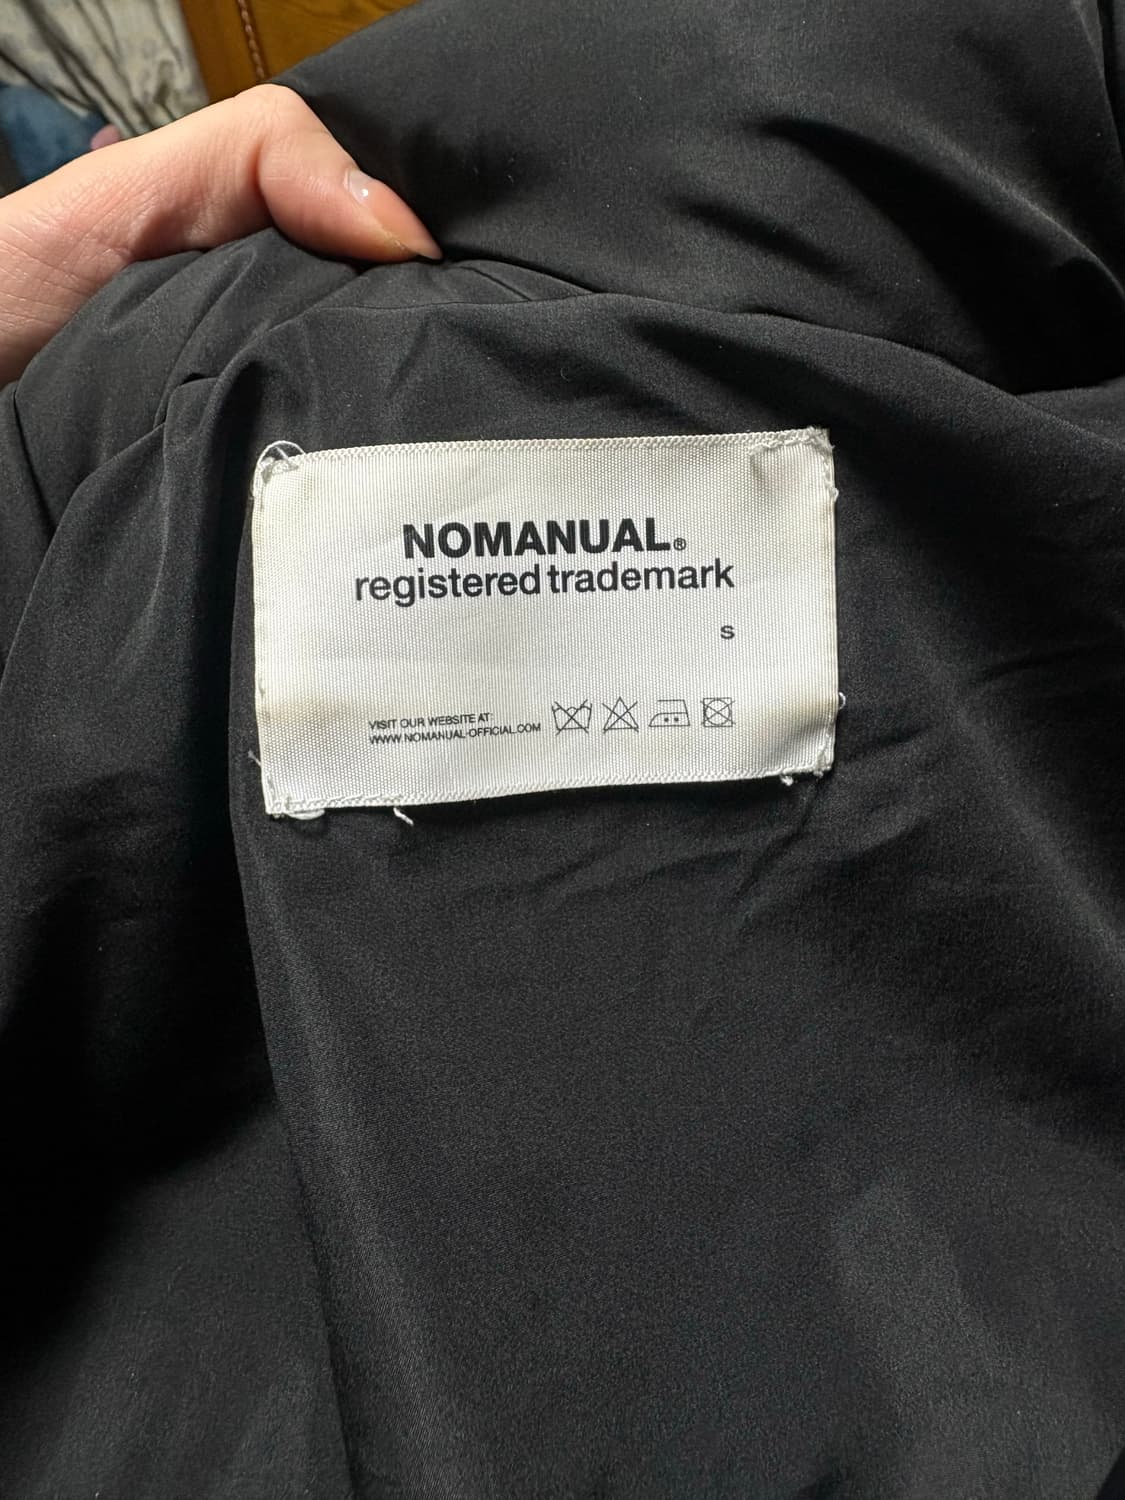 NOMANUAL®
registered trademark
s
VISIT OUR WEBSITE AT:
WWW.NOMANUAL-OFFICIAL.COM